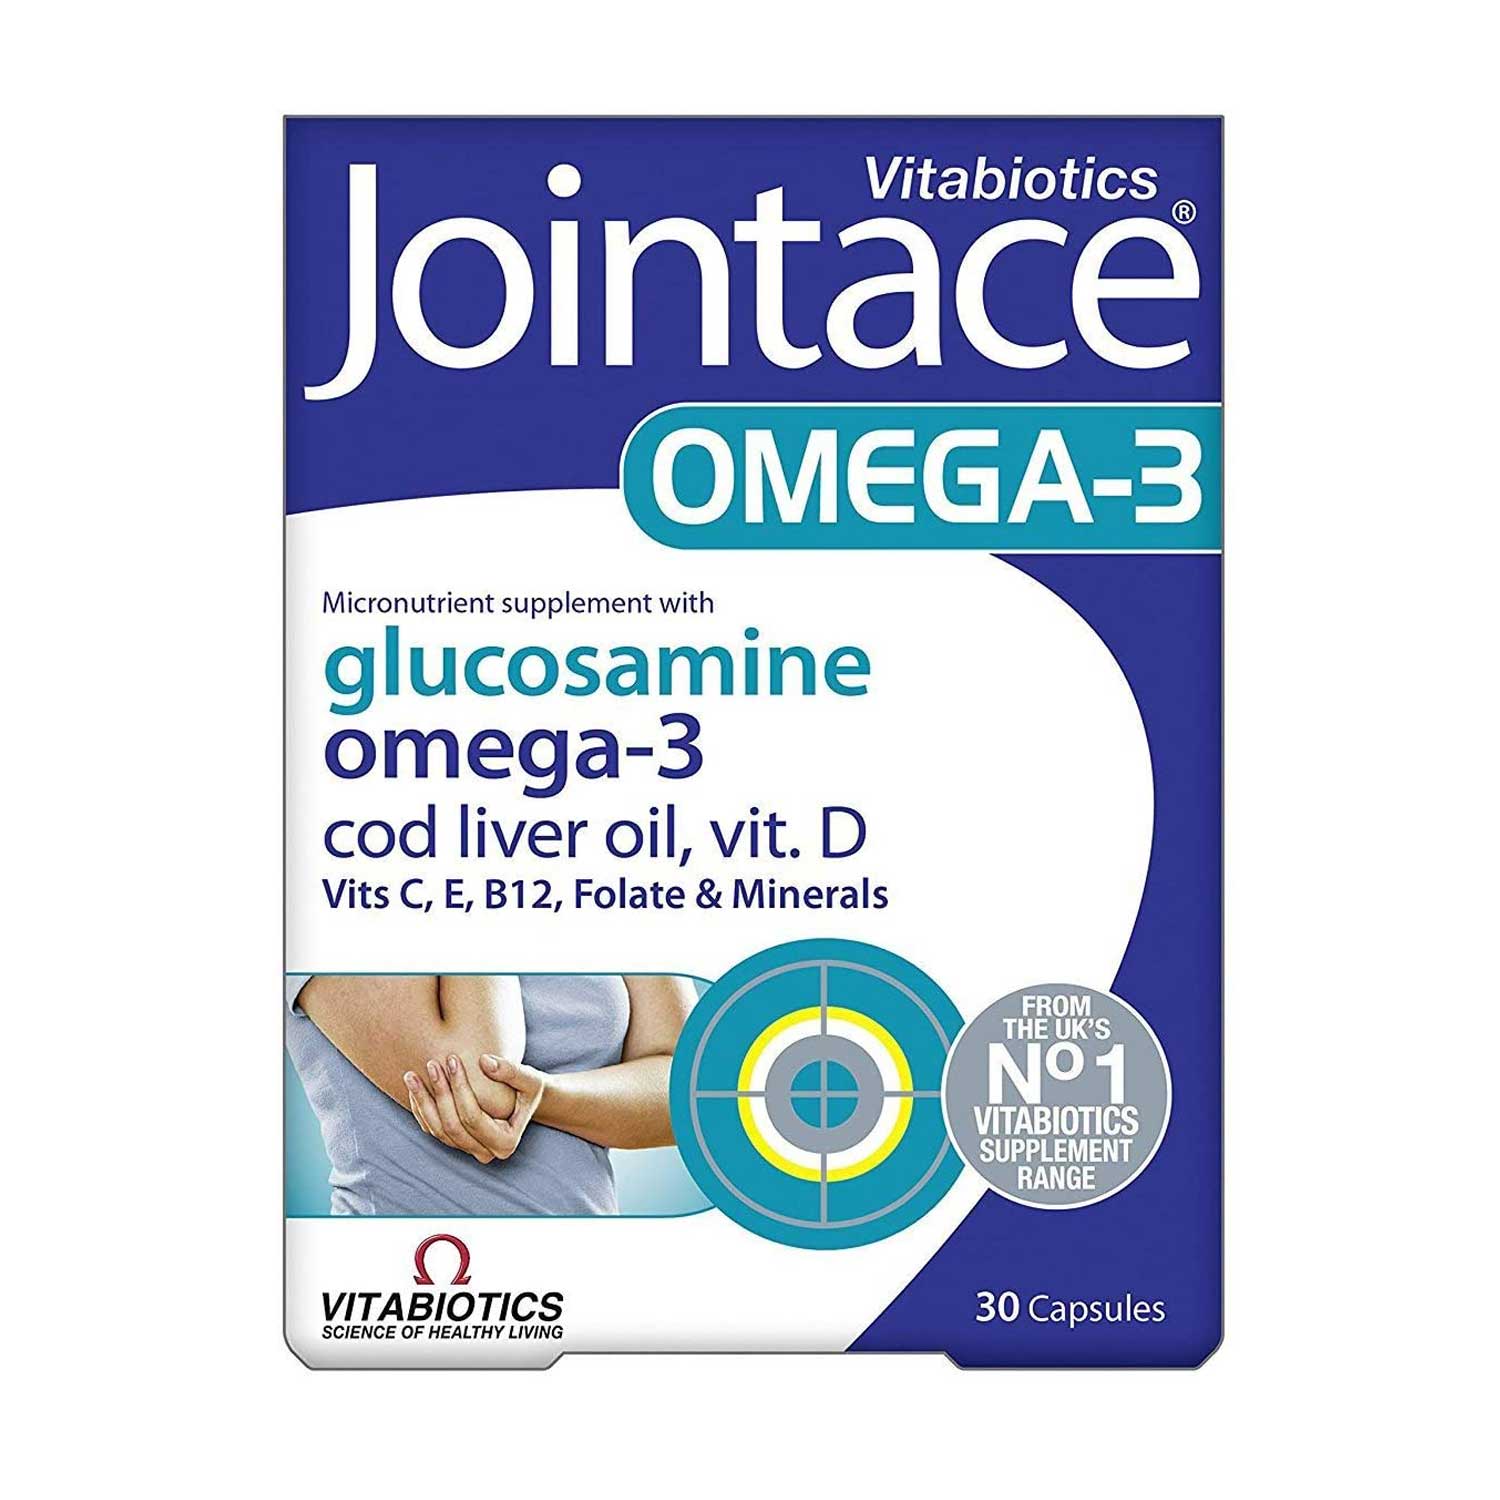 Vitabiotics
Jointace®
OMEGA-3
Micronutrient supplement with
glucosamine
omega-3
cod liver oil, vit. D
Vits C, E, B12, Folate & Minerals
FROM
THE UK'S
Nº1
VITABIOTICS
SUPPLEMENT
RANGE
VITABIOTICS
SCIENCE OF HEALTHY LIVING
30 Capsules